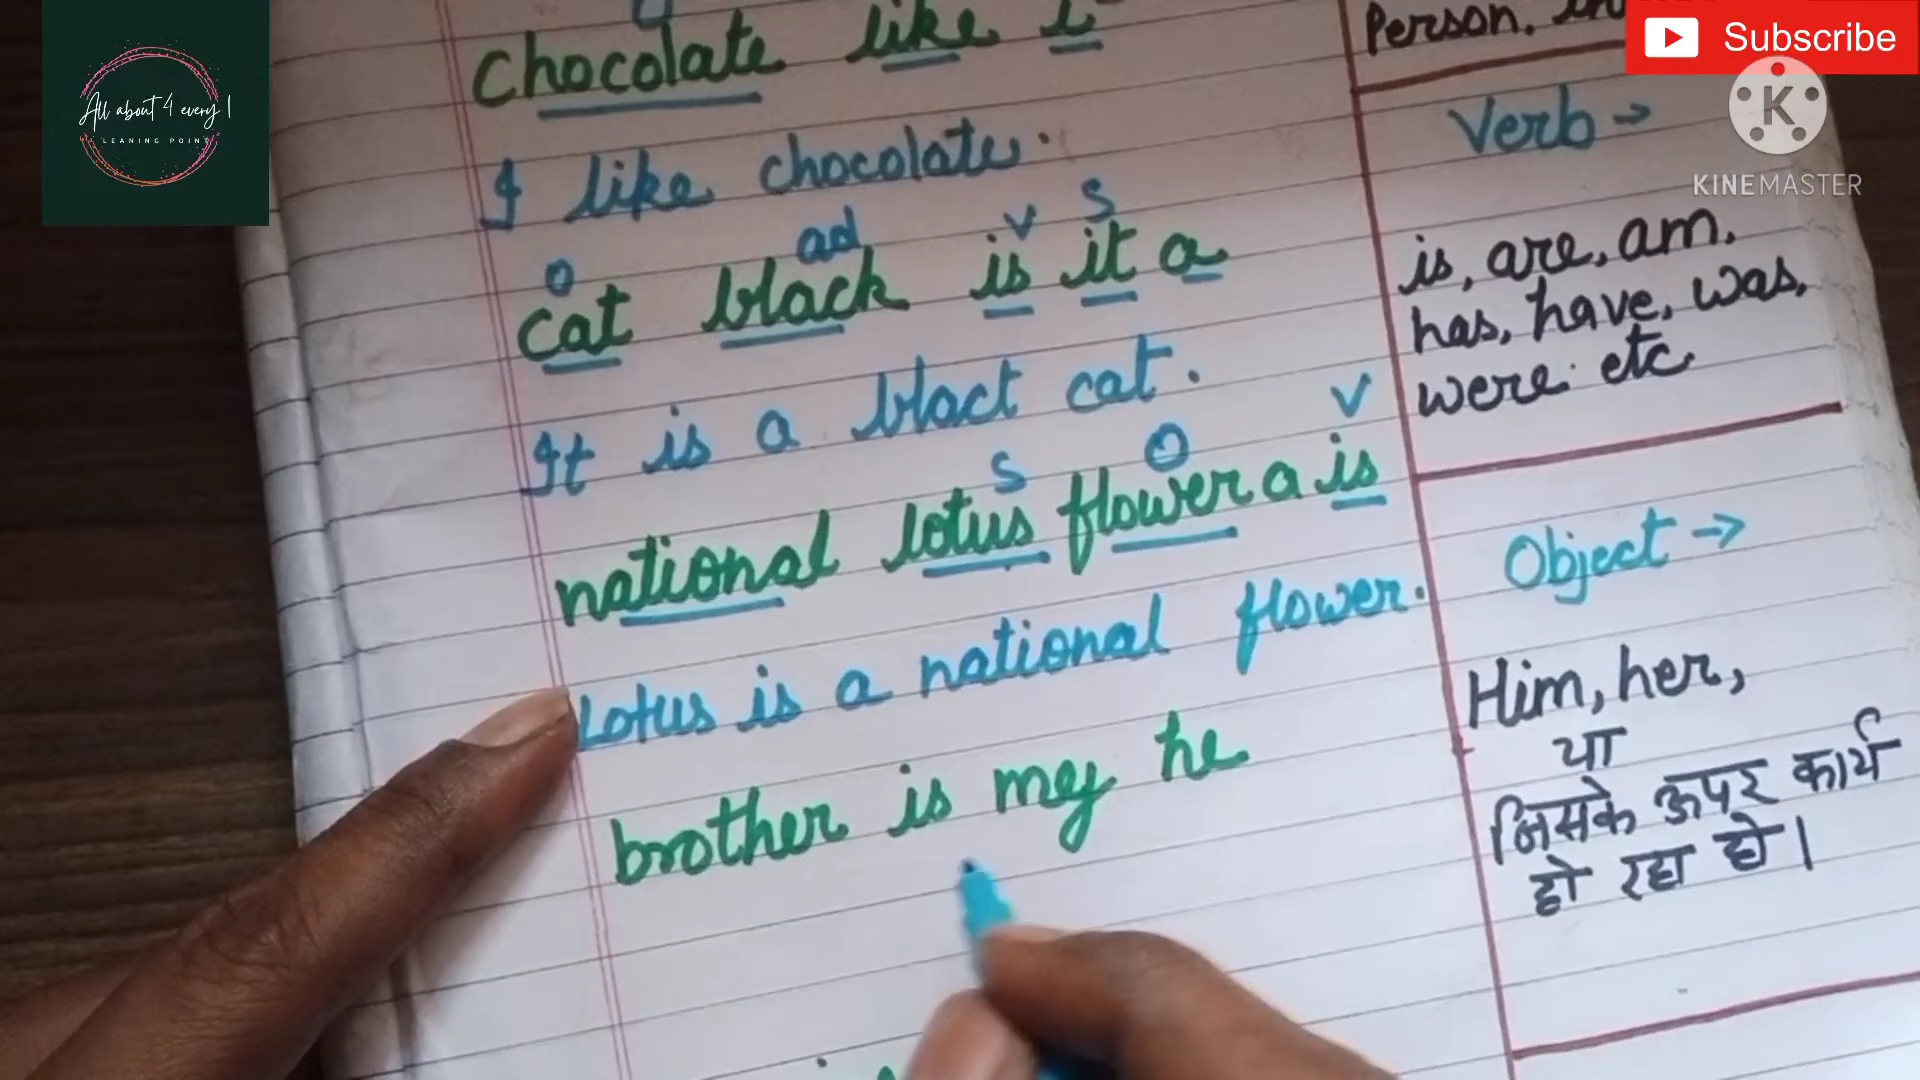 Chocolate like i
I like chocolate.
o ad v s
cat black is it a
It is a blact cat.
s o v
national lotus flower a is
Lotus is a national flower.
brother is my he
Person.
Verb →
is, are, am,
has, have, was,
were. etc
Object →
Him, her,
या
जिसके ऊपर कार्य
हो रहा हो।
All about 4 every 1
LEANING POINT
Subscribe
K
KINEMASTER